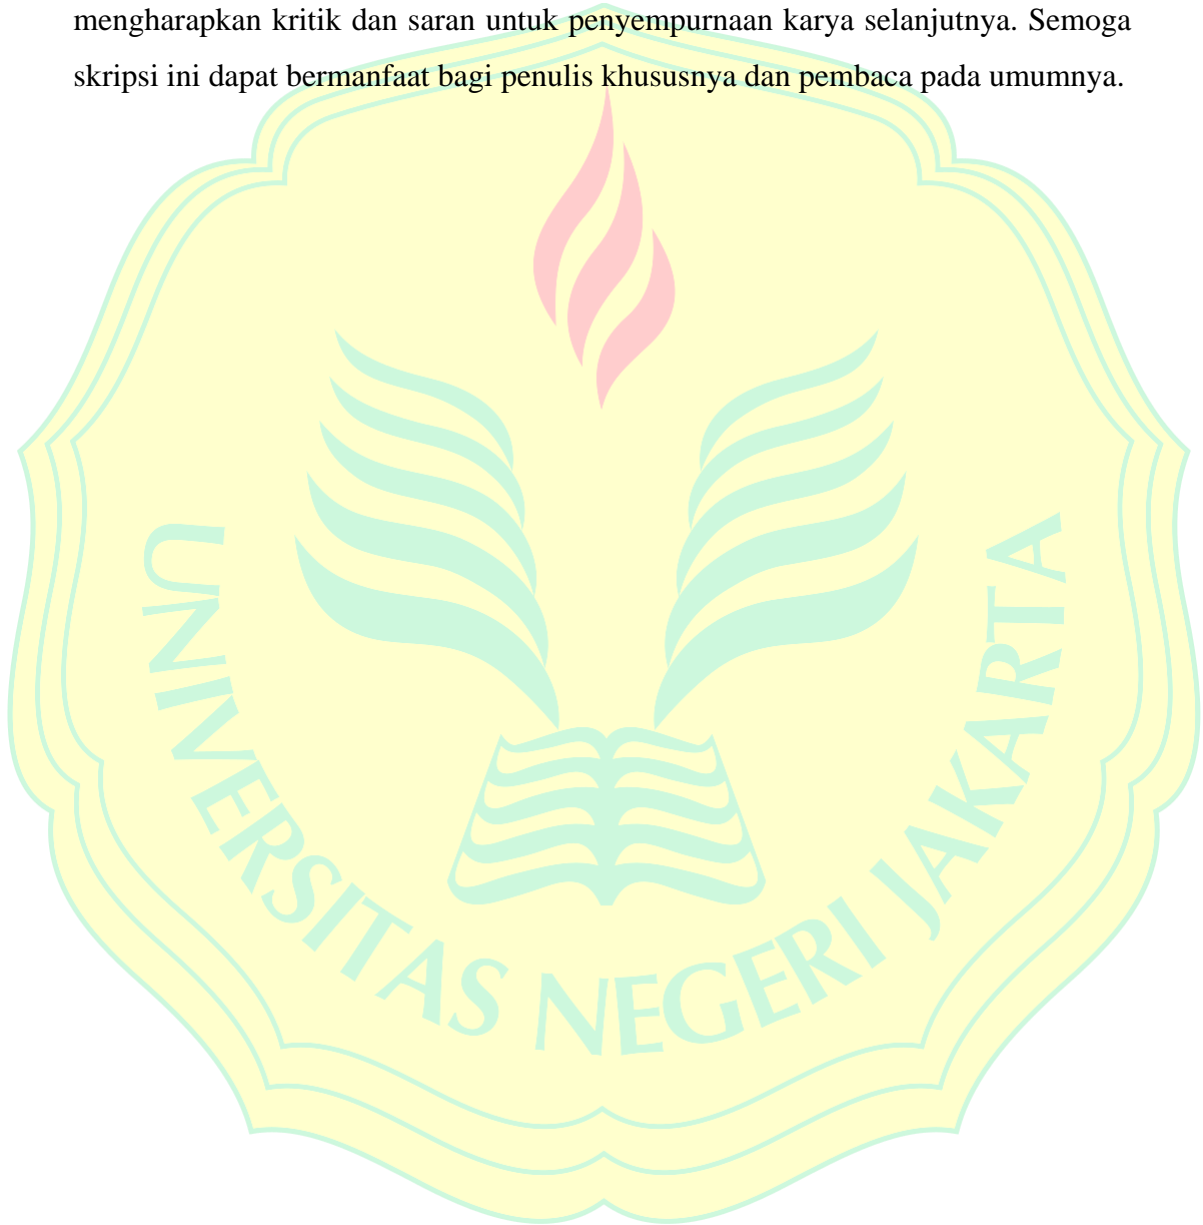 mengharapkan kritik dan saran untuk penyempurnaan karya selanjutnya. Semoga
skripsi ini dapat bermanfaat bagi penulis khususnya dan pembaca pada umumnya.
UNIVERSITAS NEGERI JAKARTA